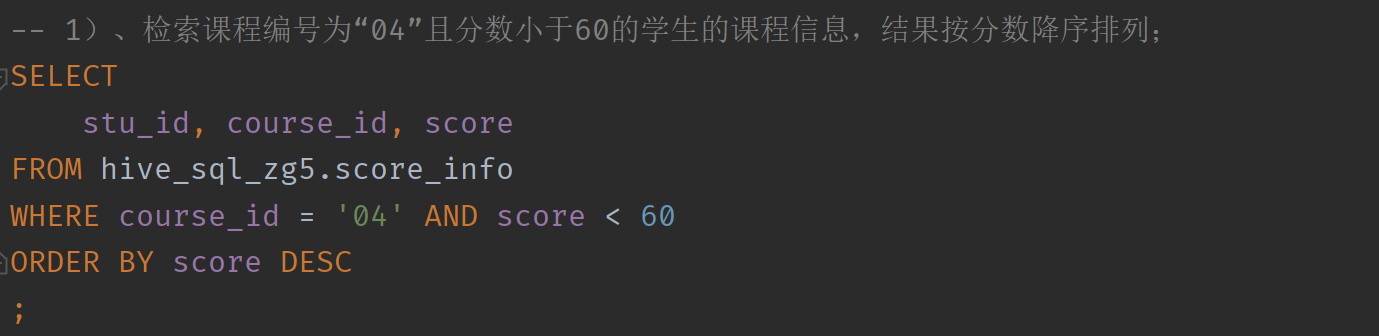 -- 1）、检索课程编号为“04”且分数小于60的学生的课程信息，结果按分数降序排列；
SELECT
    stu_id, course_id, score
FROM hive_sql_zg5.score_info
WHERE course_id = '04' AND score < 60
ORDER BY score DESC
;